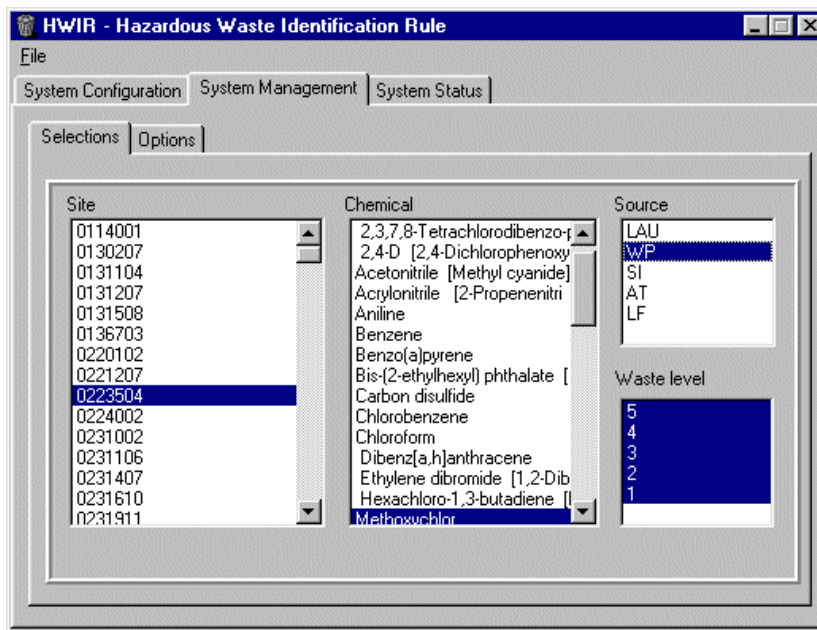 HWIR - Hazardous Waste Identification Rule
File
System Configuration System Management System Status
Selections Options
Site
0114001
0130207
0131104
0131207
0131508
0136703
0220102
0221207
0223504
0224002
0231002
0231106
0231407
0231610
0231911
Chemical
2,3,7,8-Tetrachlorodibenzo-p
2,4-D [2,4-Dichlorophenoxy
Acetonitrile [Methyl cyanide]
Acrylonitrile [2-Propenenitri
Aniline
Benzene
Benzo(a)pyrene
Bis-(2-ethylhexyl) phthalate [
Carbon disulfide
Chlorobenzene
Chloroform
Dibenz[a,h]anthracene
Ethylene dibromide [1,2-Dib
Hexachloro-1,3-butadiene [
Methoxychlor
Source
LAU
WP
SI
AT
LF
Waste level
5
4
3
2
1